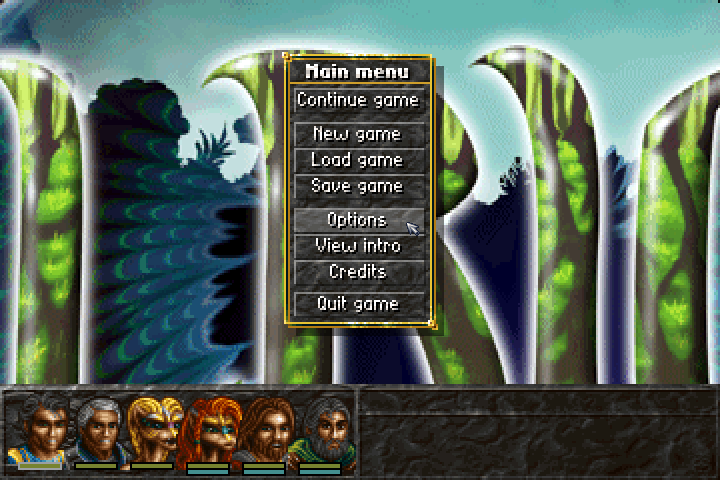 Main menu
Continue game
New game
Load game
Save game
Options
View intro
Credits
Quit game